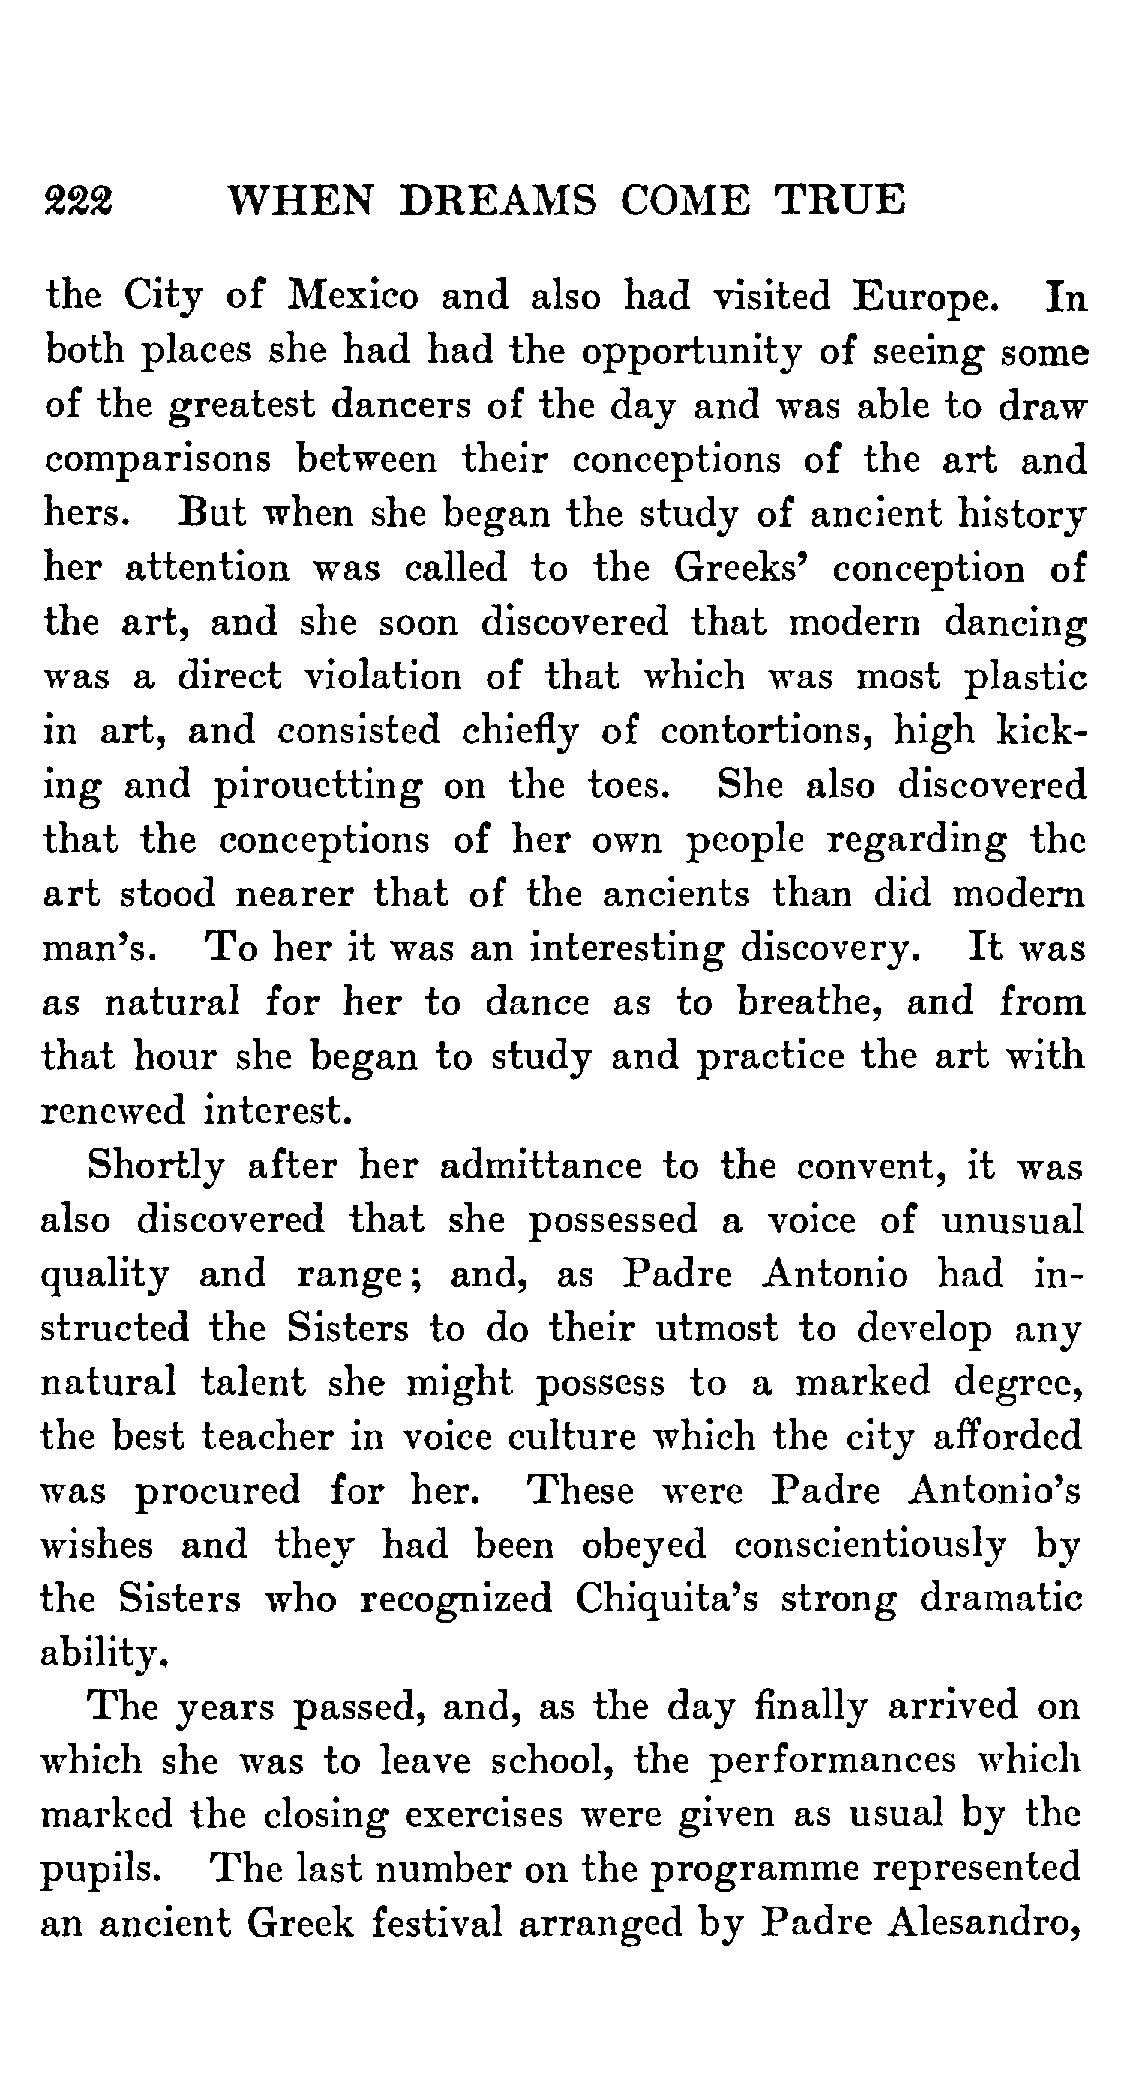 222 WHEN DREAMS COME TRUE
the City of Mexico and also had visited Europe. In
both places she had had the opportunity of seeing some
of the greatest dancers of the day and was able to draw
comparisons between their conceptions of the art and
hers. But when she began the study of ancient history
her attention was called to the Greeks' conception of
the art, and she soon discovered that modern dancing
was a direct violation of that which was most plastic
in art, and consisted chiefly of contortions, high kick-
ing and pirouetting on the toes. She also discovered
that the conceptions of her own people regarding the
art stood nearer that of the ancients than did modern
man's. To her it was an interesting discovery. It was
as natural for her to dance as to breathe, and from
that hour she began to study and practice the art with
renewed interest.
Shortly after her admittance to the convent, it was
also discovered that she possessed a voice of unusual
quality and range; and, as Padre Antonio had in-
structed the Sisters to do their utmost to develop any
natural talent she might possess to a marked degree,
the best teacher in voice culture which the city afforded
was procured for her. These were Padre Antonio's
wishes and they had been obeyed conscientiously by
the Sisters who recognized Chiquita's strong dramatic
ability.
The years passed, and, as the day finally arrived on
which she was to leave school, the performances which
marked the closing exercises were given as usual by the
pupils. The last number on the programme represented
an ancient Greek festival arranged by Padre Alesandro,